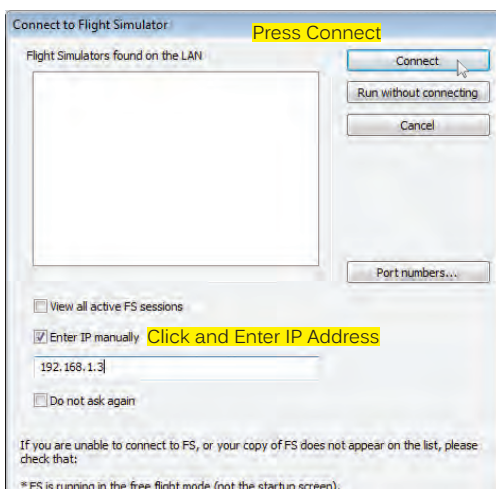 Connect to Flight Simulator
Press Connect
Flight Simulators found on the LAN
Connect
Run without connecting
Cancel
Port numbers...
View all active FS sessions
Enter IP manually Click and Enter IP Address
192.168.1.3
Do not ask again
If you are unable to connect to FS, or your copy of FS does not appear on the list, please
check that:
* FS is running in the free flight mode (not the startup screen).